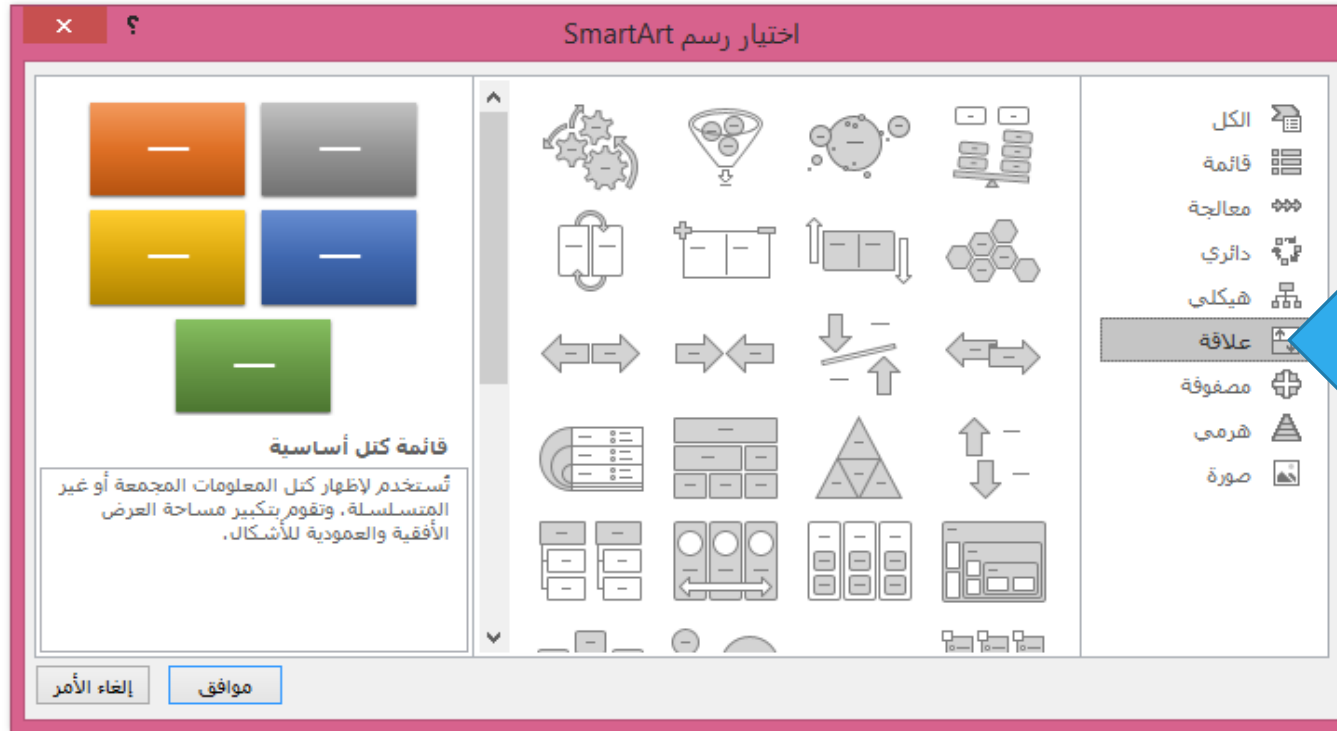 اختيار رسم SmartArt
؟
الكل
قائمة
معالجة
دائري
هيكلي
علاقة
مصفوفة
هرمي
صورة
قائمة كتل أساسية
تُستخدم لإظهار كتل المعلومات المجمعة أو غير
المتسلسلة. وتقوم بتكبير مساحة العرض
الأفقية والعمودية للأشكال.
موافق
إلغاء الأمر